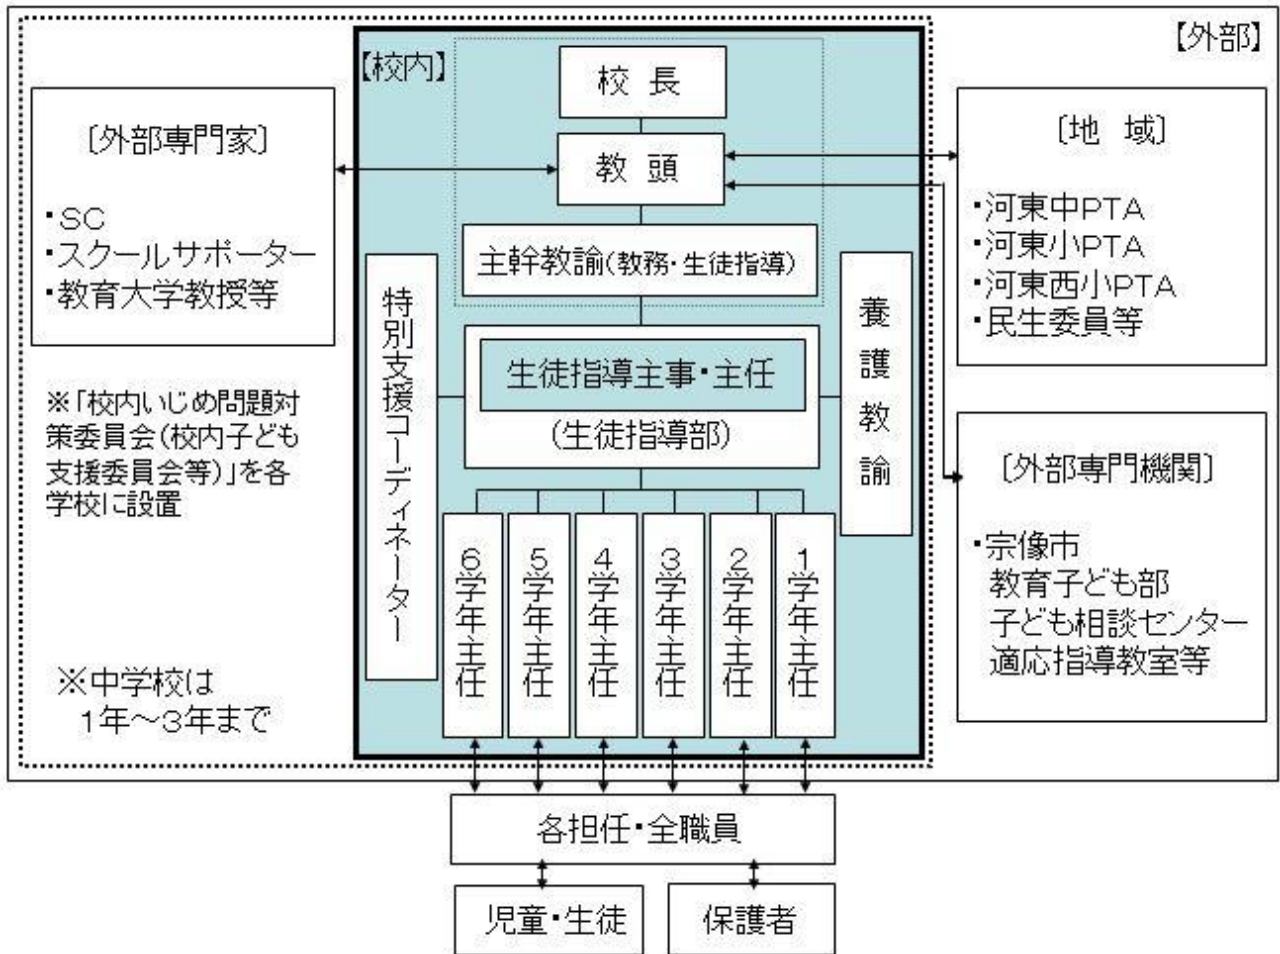 【外部】
【校内】
校 長
教 頭
主幹教諭(教務・生徒指導)
〔外部専門家〕
・SC
・スクールサポーター
・教育大学教授等
※「校内いじめ問題対
策委員会(校内子ども
支援委員会等)」を各
学校に設置
※中学校は
1年～3年まで
特別支援コーディネーター
生徒指導主事・主任
(生徒指導部)
養護教諭
6学年主任
5学年主任
4学年主任
3学年主任
2学年主任
1学年主任
〔地 域〕
・河東中PTA
・河東小PTA
・河東西小PTA
・民生委員等
〔外部専門機関〕
・宗像市
教育子ども部
子ども相談センター
適応指導教室等
各担任・全職員
児童・生徒
保護者